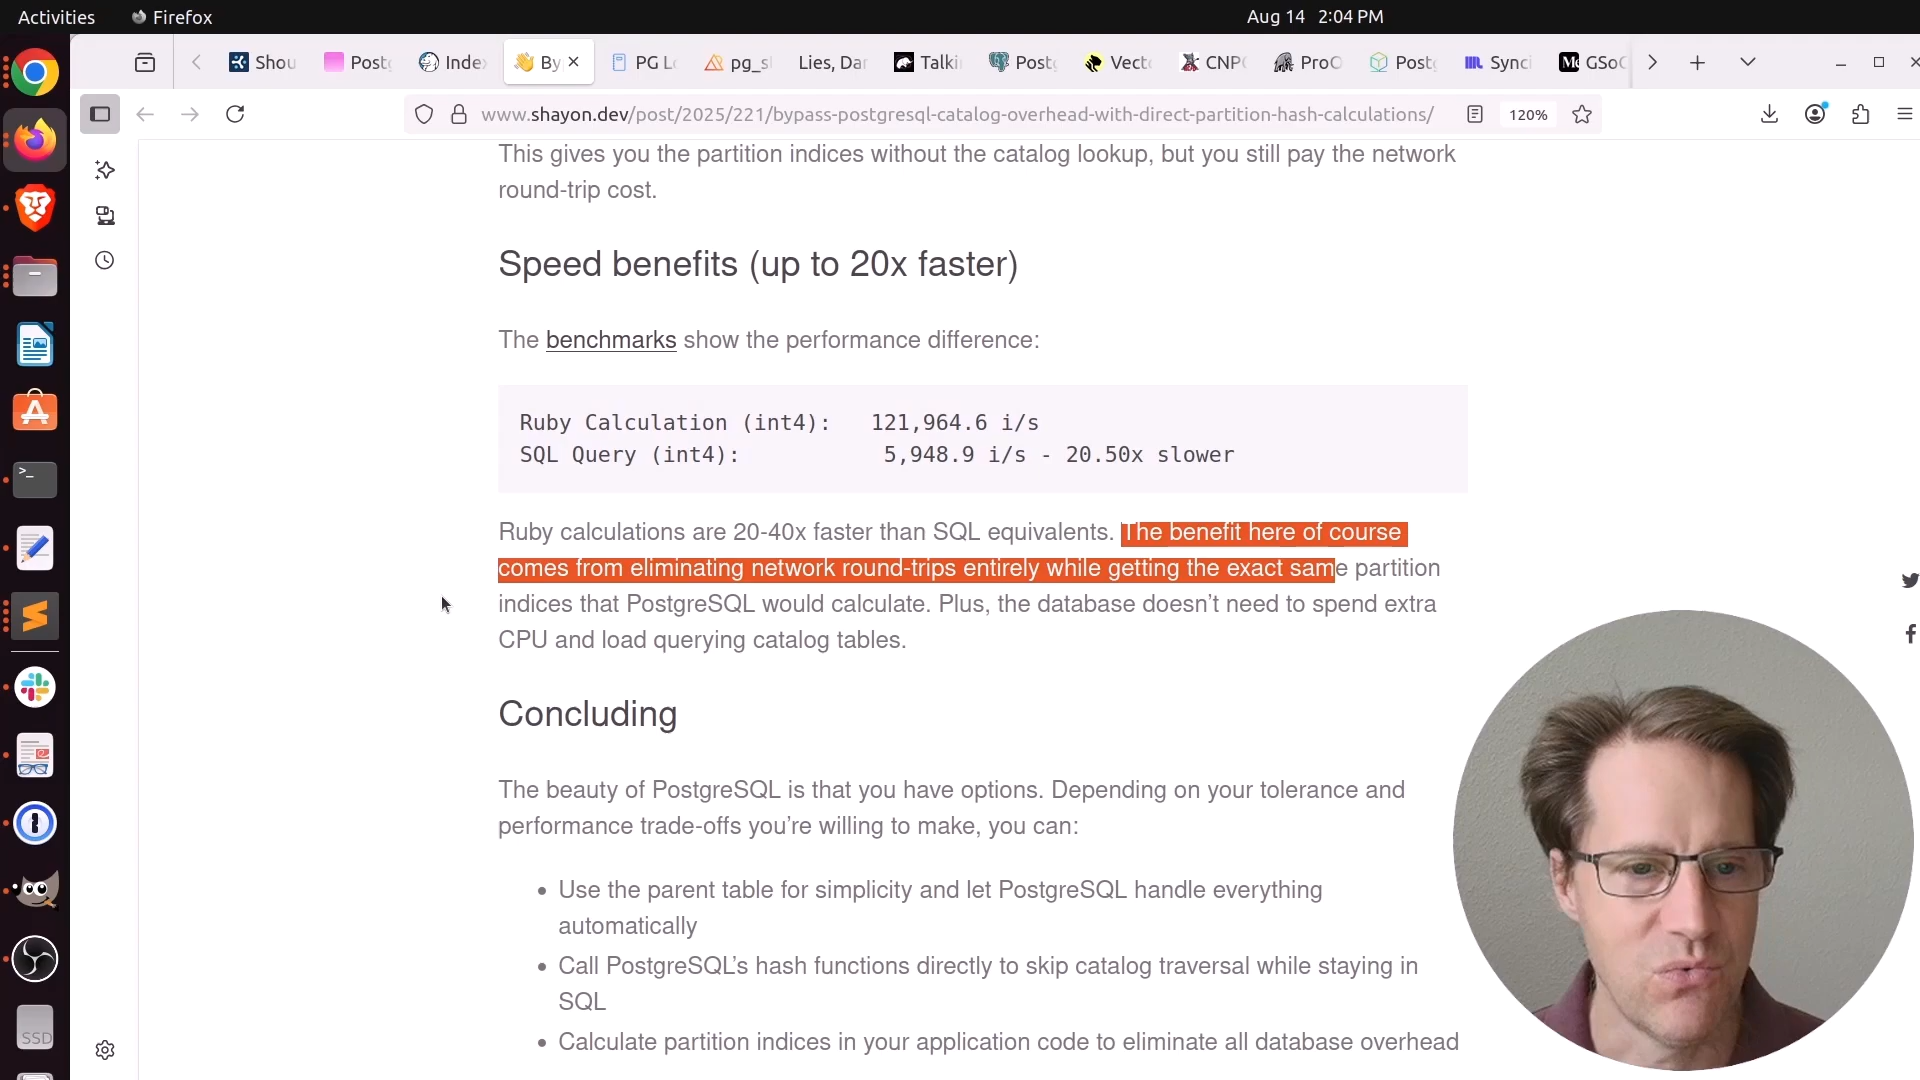 Activities
Firefox
Aug 14 2:04 PM
Shou
Post
Inde
By
PG L
pg_s
Lies, Dar
Talki
Post
Vect
CNP
ProC
Post
Synci
GSoC
www.shayon.dev/post/2025/221/bypass-postgresql-catalog-overhead-with-direct-partition-hash-calculations/
120%
This gives you the partition indices without the catalog lookup, but you still pay the network
round-trip cost.
Speed benefits (up to 20x faster)
The benchmarks show the performance difference:
Ruby Calculation (int4): 121,964.6 i/s
SQL Query (int4): 5,948.9 i/s - 20.50x slower
Ruby calculations are 20-40x faster than SQL equivalents. The benefit here of course
comes from eliminating network round-trips entirely while getting the exact same partition
indices that PostgreSQL would calculate. Plus, the database doesn’t need to spend extra
CPU and load querying catalog tables.
Concluding
The beauty of PostgreSQL is that you have options. Depending on your tolerance and
performance trade-offs you’re willing to make, you can:
• Use the parent table for simplicity and let PostgreSQL handle everything
automatically
• Call PostgreSQL’s hash functions directly to skip catalog traversal while staying in
SQL
• Calculate partition indices in your application code to eliminate all database overhead
SSD